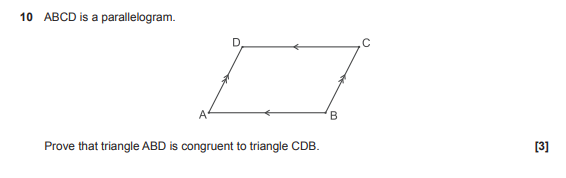 10 ABCD is a parallelogram.
D C
A B
Prove that triangle ABD is congruent to triangle CDB. [3]